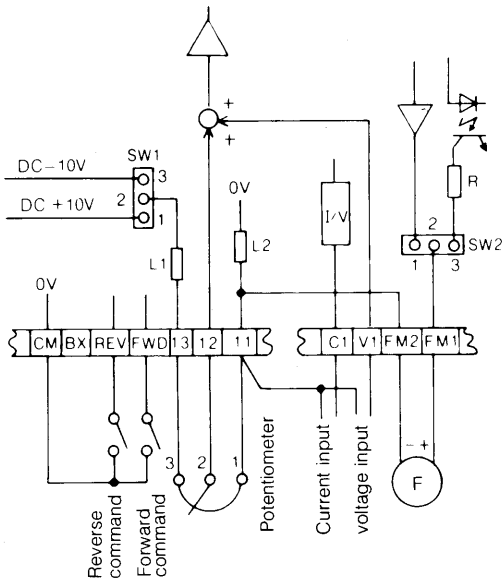 +
+
-
SW1
DC-10V
3
2
DC+10V
1
0V
I/V
R
2
SW2
1
3
0V
L1
L2
CM BX REV FWD 13 12 11
C1 V1 FM2 FM1
3
2
1
- +
F
Reverse
command
Forward
command
Potentiometer
Current input
voltage input